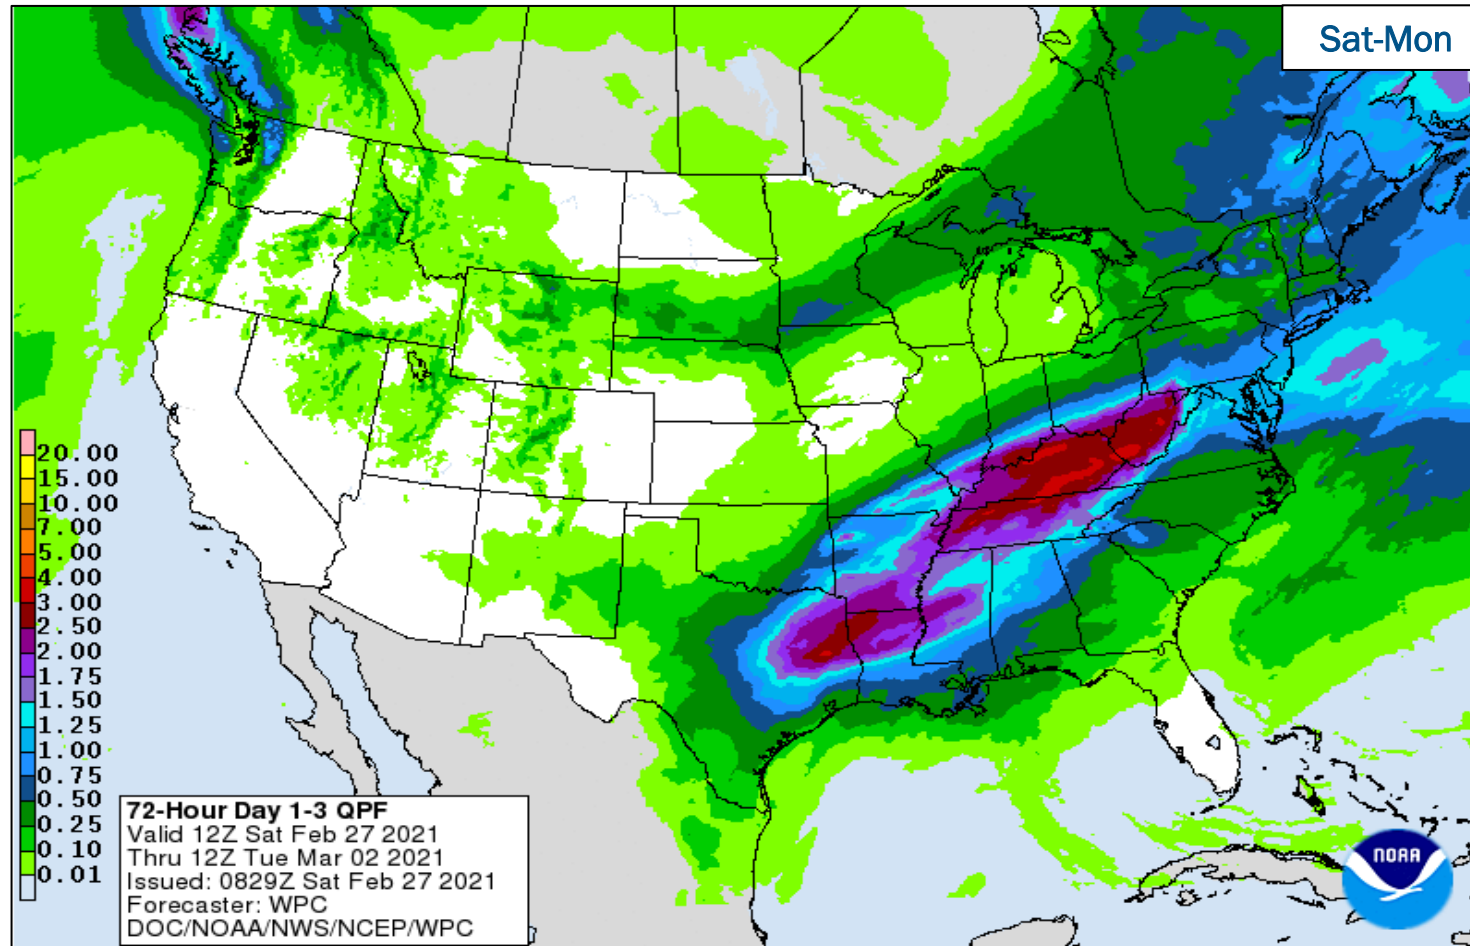 Sat-Mon
20.00
15.00
10.00
7.00
5.00
4.00
3.00
2.50
2.00
1.75
1.50
1.25
1.00
0.75
0.50
0.25
0.10
0.01
72-Hour Day 1-3 QPF
Valid 12Z Sat Feb 27 2021
Thru 12Z Tue Mar 02 2021
Issued: 0829Z Sat Feb 27 2021
Forecaster: WPC
DOC/NOAA/NWS/NCEP/WPC
NOAA